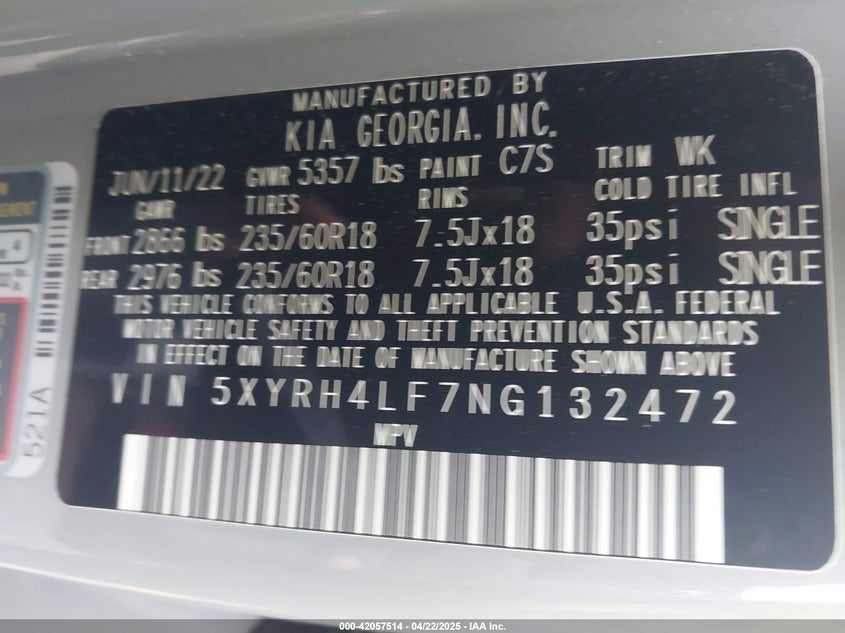 MANUFACTURED BY
KIA GEORGIA, INC.
JUN/11/22 GVWR 5357 lbs PAINT C7S TRIM WK
GAWR TIRES RIMS COLD TIRE INFL
FRONT 2866 lbs 235/60R18 7.5Jx18 35psi SINGLE
REAR 2976 lbs 235/60R18 7.5Jx18 35psi SINGLE
THIS VEHICLE CONFORMS TO ALL APPLICABLE U.S.A. FEDERAL
MOTOR VEHICLE SAFETY AND THEFT PREVENTION STANDARDS
IN EFFECT ON THE DATE OF MANUFACTURE SHOWN ABOVE
VIN 5XYRH4LF7NG132472
MPV
521A
000-42057514 - 04/22/2025 - IAA Inc.